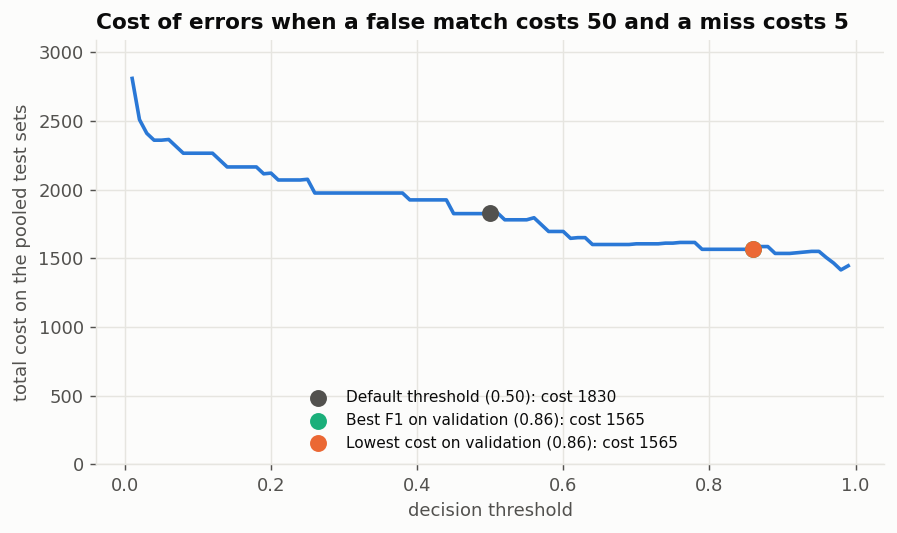 Cost of errors when a false match costs 50 and a miss costs 5
total cost on the pooled test sets
3000
2500
2000
1500
1000
500
0
Default threshold (0.50): cost 1830
Best F1 on validation (0.86): cost 1565
Lowest cost on validation (0.86): cost 1565
0.0 0.2 0.4 0.6 0.8 1.0
decision threshold